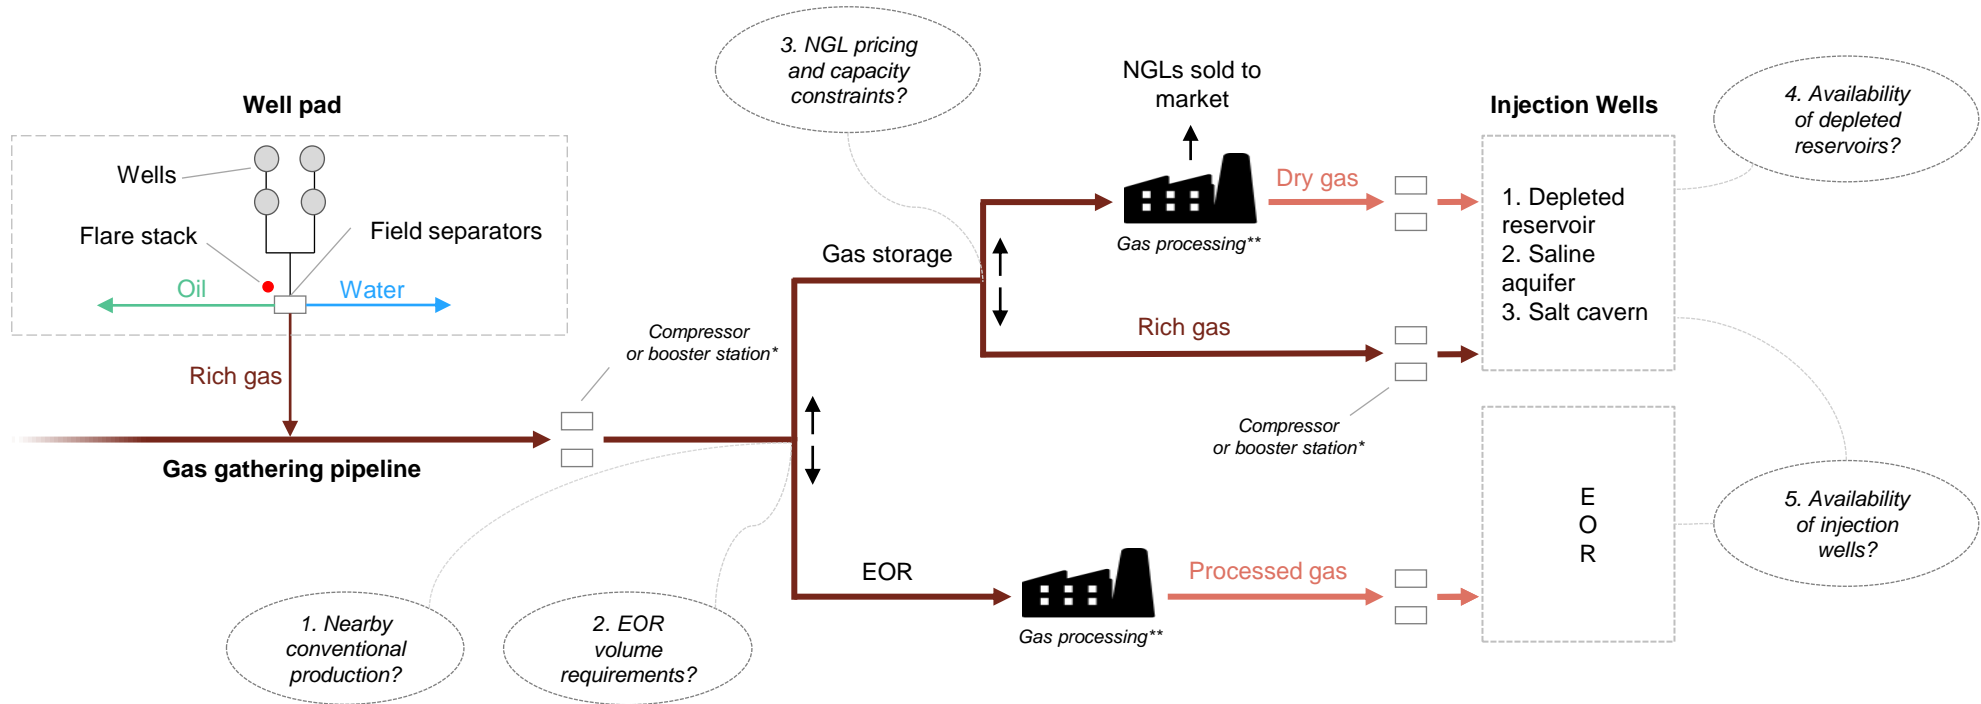 3. NGL pricing
and capacity
constraints?
NGLs sold to
market
Well pad
Injection Wells
4. Availability
of depleted
reservoirs?
Wells
Flare stack
Field separators
Oil
Water
Gas storage
Gas processing**
Dry gas
1. Depleted
reservoir
2. Saline
aquifer
3. Salt cavern
Rich gas
Compressor
or booster station*
Rich gas
Compressor
or booster station*
Gas gathering pipeline
E
O
R
5. Availability
of injection
wells?
EOR
Gas processing**
Processed gas
1. Nearby
conventional
production?
2. EOR
volume
requirements?